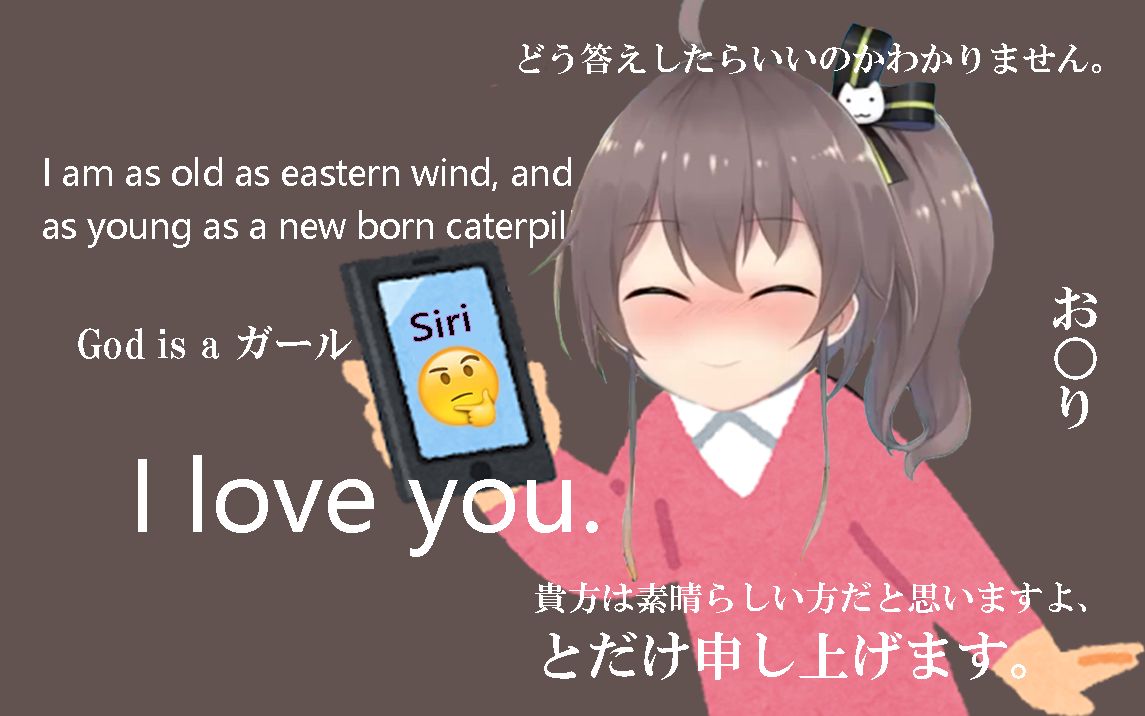 どう答えしたらいいのかわかりません。
I am as old as eastern wind, and
as young as a new born caterpil
God is a ガール
Siri
お〇り
I love you.
貴方は素晴らしい方だと思いますよ、
とだけ申し上げます。